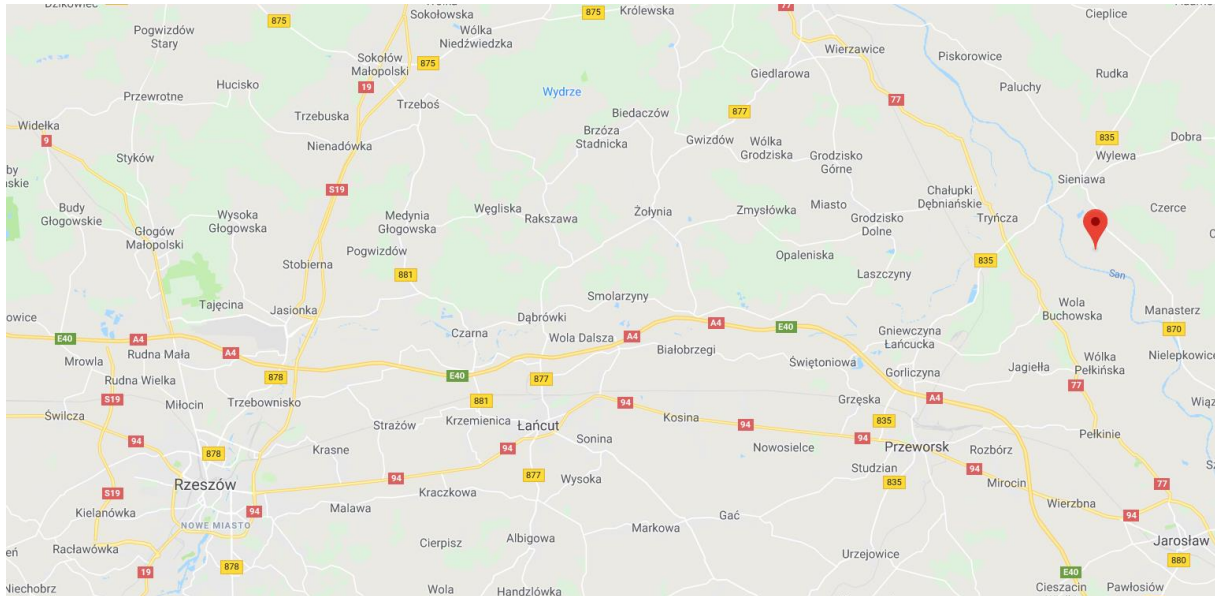 875
Sokołowska
875
Królewska
77
Cieplice
Pogwizdów
Stary
Wólka
Niedźwiedzka
Wierzawice
Sokołów
Małopolski
875
Piskorowice
19
Hucisko
Giedlarowa
Rudka
Przewrotne
Trzeboś
Wydrze
Paluchy
77
Widełka
Trzebuska
Biedaczów
877
9
Nienadówka
Brzóza
Stadnicka
Gwizdów
Wólka
Grodziska
835
Dobra
Styków
Grodzisko
Górne
Wylewa
S19
Sieniawa
Budy
Głogowskie
Wysoka
Głogowska
Medynia
Głogowska
Węgliska
Rakszawa
Żołynia
Zmysłówka
Miasto
Chałupki
Dębniańskie
Czerce
Głogów
Małopolski
Grodzisko
Dolne
Tryńcza
Pogwizdów
Opaleniska
Stobierna
881
Laszczyny
835
San
Tajęcina
Jasionka
Smolarzyny
Wola
Buchowska
Manasterz
Dąbrówki
E40
A4
Czarna
Wola Dalsza
A4
A4
E40
Gniewczyna
Łańcucka
870
Mrowla
Rudna Mała
A4
Białobrzegi
Świętoniowa
Wólka
Pełkińska
Nielepkowice
Rudna Wielka
878
E40
877
Gorliczyna
Jagiełła
77
S19
Miłocin
Trzebownisko
881
94
Grzęska
A4
Świlcza
Strażów
Krzemienica
Łańcut
Kosina
94
835
94
878
Krasne
94
Sonina
Nowosielce
94
Przeworsk
Rozbórz
Pełkinie
Rzeszów
94
877
Wysoka
Studzian
835
94
Mirocin
77
S19
Kraczkowa
Wierzbna
Kielanówka
94
Malawa
Gać
94
NOWE MIASTO
Markowa
Racławówka
Cierpisz
Albigowa
Urzejowice
Jarosław
19
878
E40
880
Niechobrz
Wola
Handzlówka
Cieszacin
Pawłosiów